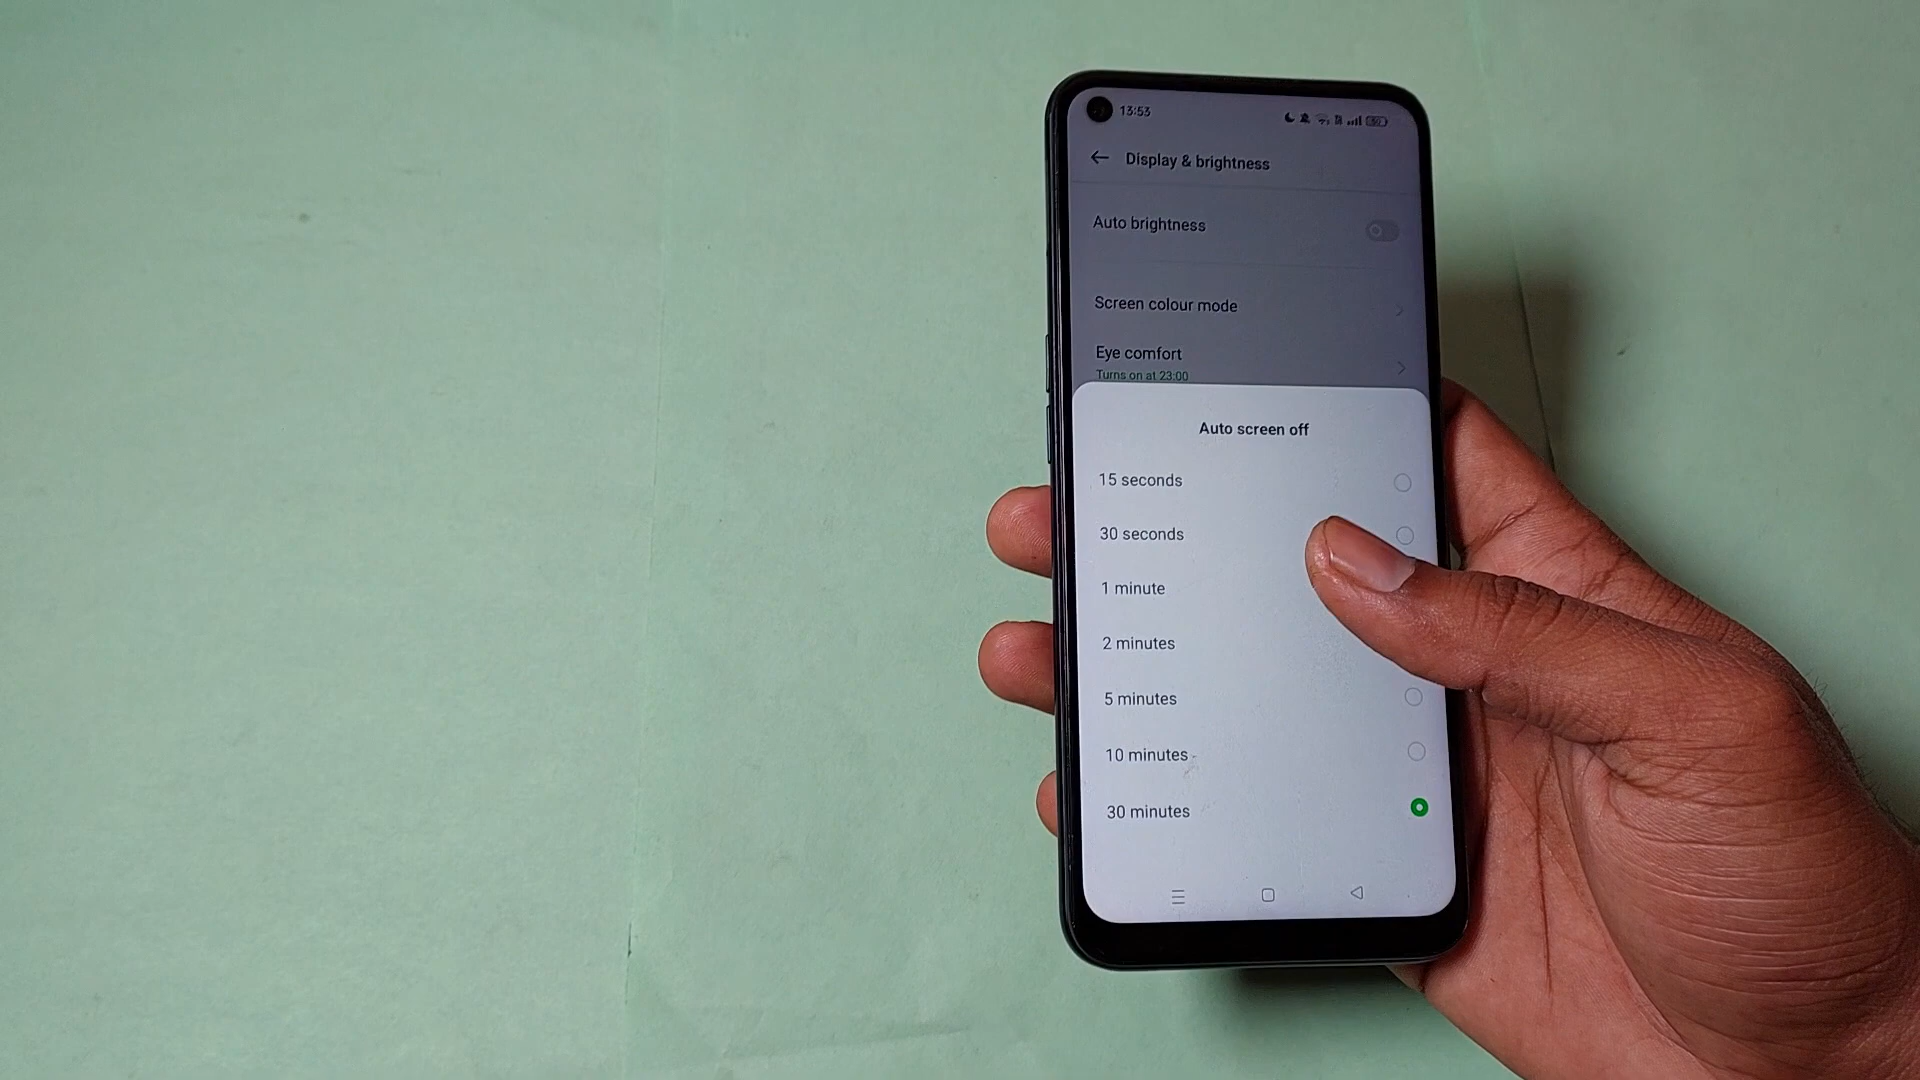 13:53
Display & brightness
Auto brightness
Screen colour mode
Eye comfort
Turns on at 23:00
Auto screen off
15 seconds
30 seconds
1 minute
2 minutes
5 minutes
10 minutes
30 minutes